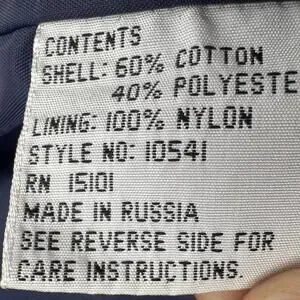 CONTENTS
SHELL: 60% COTTON
40% POLYESTE
LINING: 100% NYLON
STYLE NO: 10541
RN 15101
MADE IN RUSSIA
SEE REVERSE SIDE FOR
CARE INSTRUCTIONS.